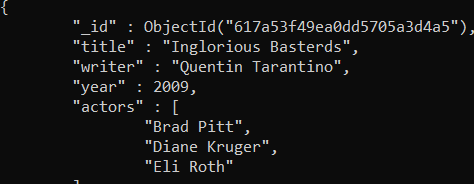 {
"_id" : ObjectId("617a53f49ea0dd5705a3d4a5"),
"title" : "Inglorious Basterds",
"writer" : "Quentin Tarantino",
"year" : 2009,
"actors" : [
"Brad Pitt",
"Diane Kruger",
"Eli Roth"
]